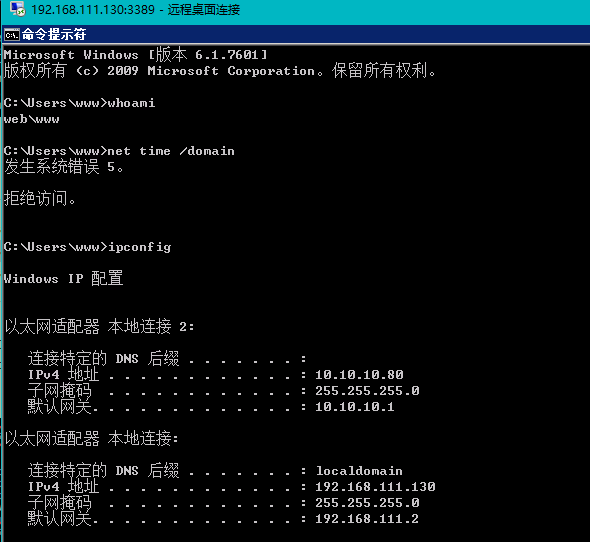 192.168.111.130:3389 - 远程桌面连接
C:\. 命令提示符
Microsoft Windows [版本 6.1.7601]
版权所有 (c) 2009 Microsoft Corporation。保留所有权利。
C:\Users\www>whoami
web\www
C:\Users\www>net time /domain
发生系统错误 5。
拒绝访问。
C:\Users\www>ipconfig
Windows IP 配置
以太网适配器 本地连接 2:
连接特定的 DNS 后缀 . . . . . . . :
IPv4 地址 . . . . . . . . . . . . : 10.10.10.80
子网掩码 . . . . . . . . . . . . : 255.255.255.0
默认网关. . . . . . . . . . . . . : 10.10.10.1
以太网适配器 本地连接:
连接特定的 DNS 后缀 . . . . . . . : localdomain
IPv4 地址 . . . . . . . . . . . . : 192.168.111.130
子网掩码 . . . . . . . . . . . . : 255.255.255.0
默认网关. . . . . . . . . . . . . : 192.168.111.2